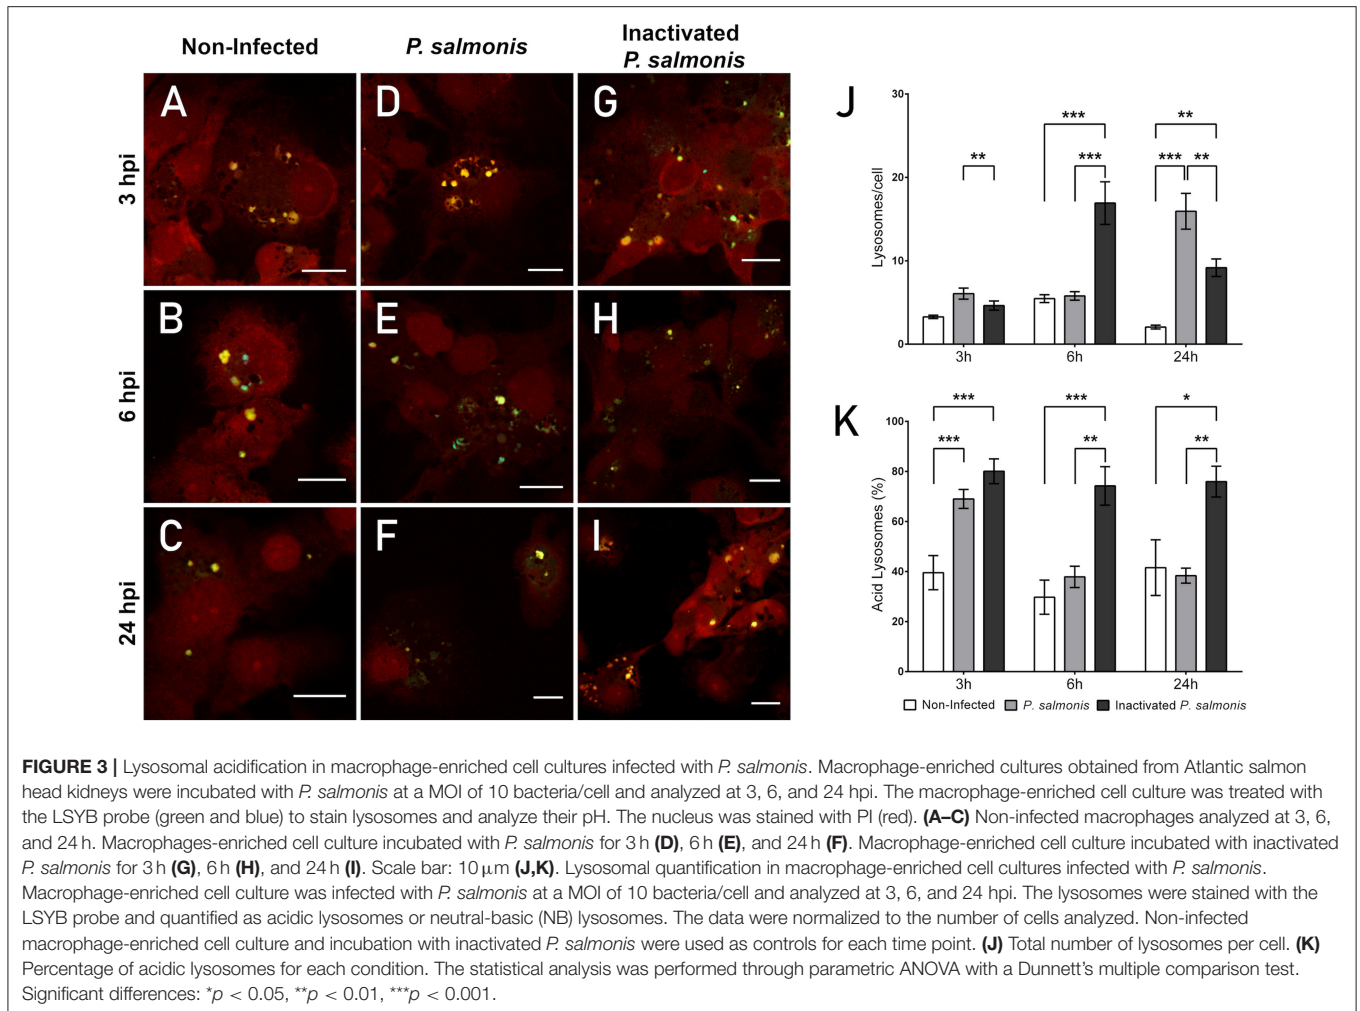 Non-Infected
P. salmonis
Inactivated
P. salmonis
3 hpi
6 hpi
24 hpi
A
D
G
B
E
H
C
F
I
J
Lysosomes/cell
30
20
10
0
**
***
***
**
***
**
3h
6h
24h
K
Acid Lysosomes (%)
100
80
60
40
20
0
***
***
***
**
*
**
3h
6h
24h
Non-Infected P. salmonis Inactivated P. salmonis
FIGURE 3 | Lysosomal acidification in macrophage-enriched cell cultures infected with P. salmonis. Macrophage-enriched cultures obtained from Atlantic salmon
head kidneys were incubated with P. salmonis at a MOI of 10 bacteria/cell and analyzed at 3, 6, and 24 hpi. The macrophage-enriched cell culture was treated with
the LSYB probe (green and blue) to stain lysosomes and analyze their pH. The nucleus was stained with PI (red). (A–C) Non-infected macrophages analyzed at 3, 6,
and 24 h. Macrophages-enriched cell culture incubated with P. salmonis for 3 h (D), 6 h (E), and 24 h (F). Macrophage-enriched cell culture incubated with inactivated
P. salmonis for 3 h (G), 6 h (H), and 24 h (I). Scale bar: 10 μm (J,K). Lysosomal quantification in macrophage-enriched cell cultures infected with P. salmonis.
Macrophage-enriched cell culture was infected with P. salmonis at a MOI of 10 bacteria/cell and analyzed at 3, 6, and 24 hpi. The lysosomes were stained with the
LSYB probe and quantified as acidic lysosomes or neutral-basic (NB) lysosomes. The data were normalized to the number of cells analyzed. Non-infected
macrophage-enriched cell culture and incubation with inactivated P. salmonis were used as controls for each time point. (J) Total number of lysosomes per cell. (K)
Percentage of acidic lysosomes for each condition. The statistical analysis was performed through parametric ANOVA with a Dunnett's multiple comparison test.
Significant differences: *p < 0.05, **p < 0.01, ***p < 0.001.